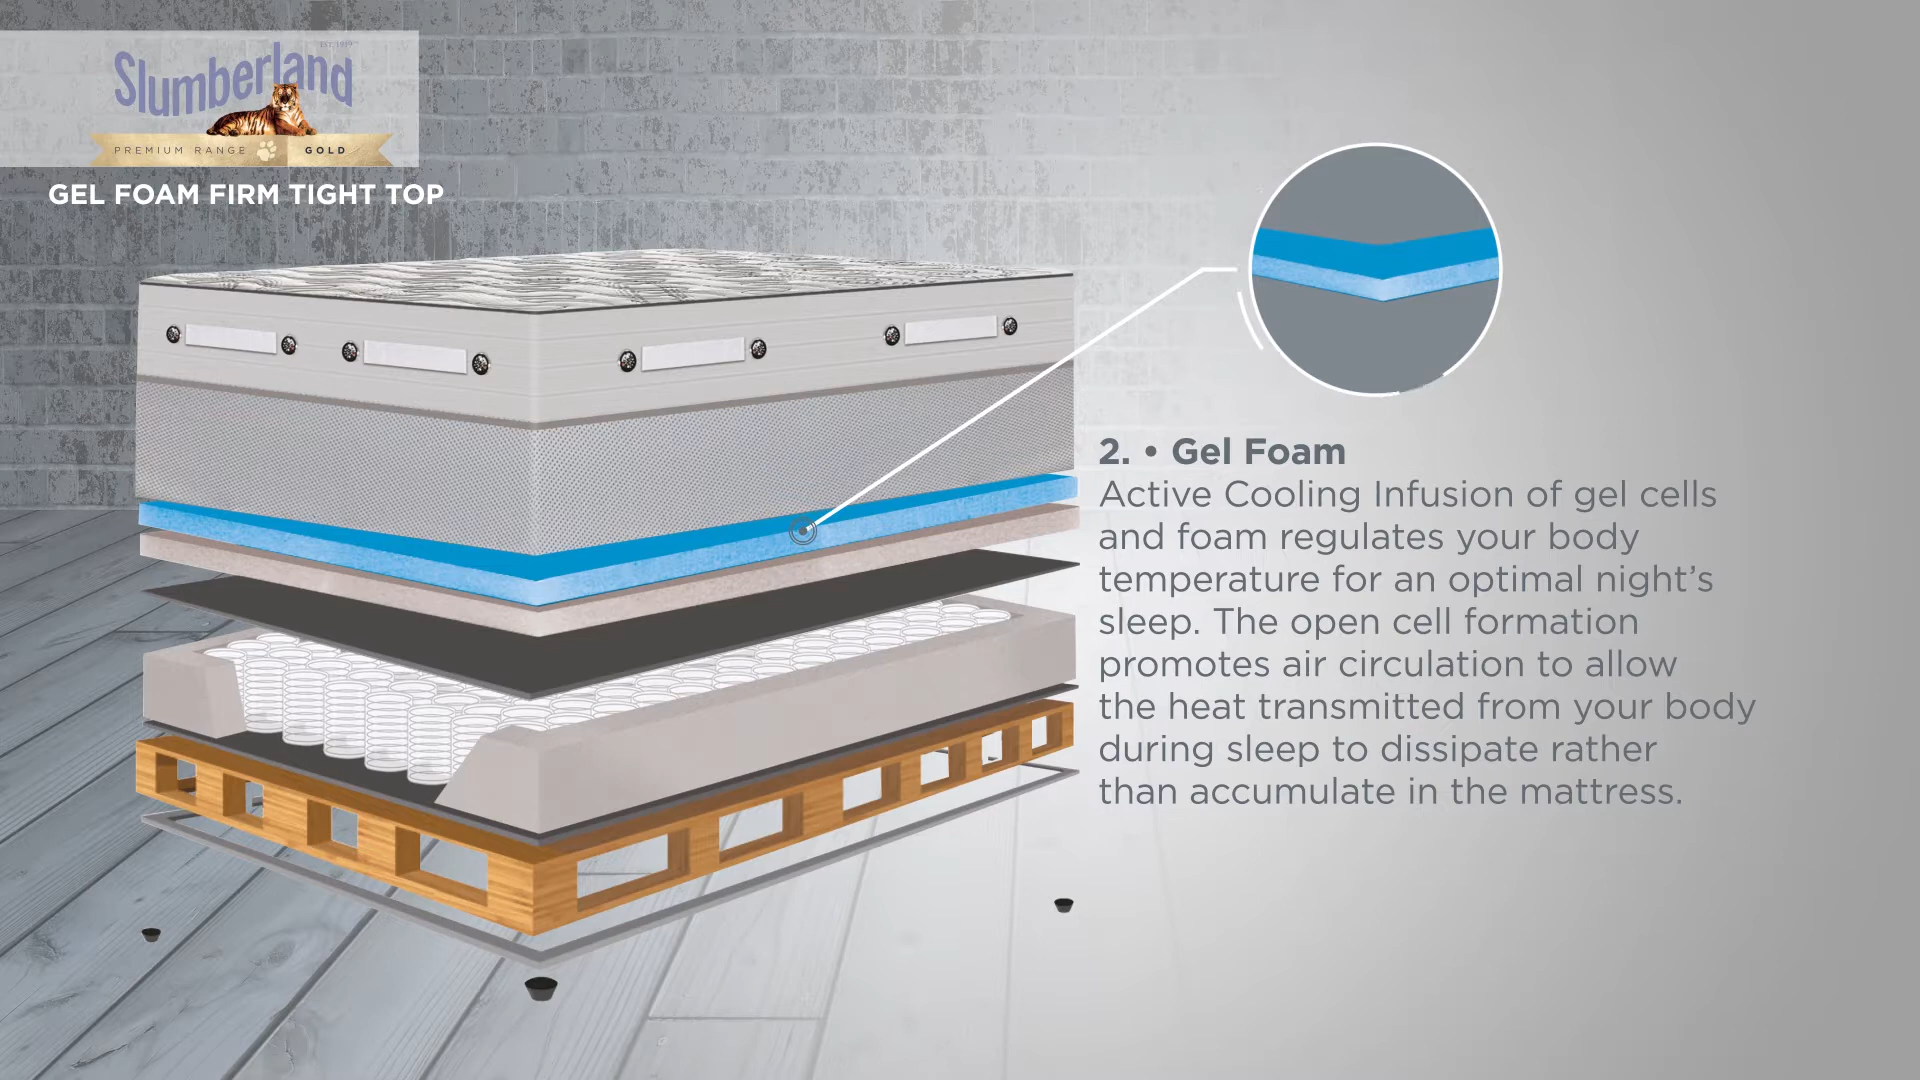 EST. 1919
Slumberland
PREMIUM RANGE GOLD
GEL FOAM FIRM TIGHT TOP
2. • Gel Foam
Active Cooling Infusion of gel cells
and foam regulates your body
temperature for an optimal night’s
sleep. The open cell formation
promotes air circulation to allow
the heat transmitted from your body
during sleep to dissipate rather
than accumulate in the mattress.